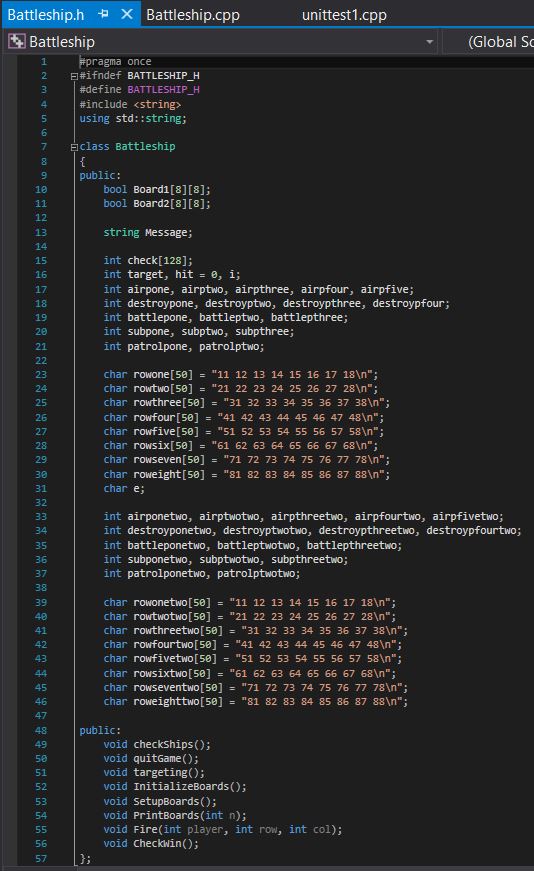 Battleship.h Battleship.cpp unittest1.cpp
Battleship (Global Sc
1 #pragma once
2 #ifndef BATTLESHIP_H
3 #define BATTLESHIP_H
4 #include <string>
5 using std::string;
6
7 class Battleship
8 {
9 public:
10 bool Board1[8][8];
11 bool Board2[8][8];
12
13 string Message;
14
15 int check[128];
16 int target, hit = 0, i;
17 int airpone, airptwo, airpthree, airpfour, airpfive;
18 int destroypone, destroyptwo, destroypthree, destroypfour;
19 int battlepone, battleptwo, battlepthree;
20 int subpone, subptwo, subpthree;
21 int patrolpone, patrolptwo;
22
23 char rowone[50] = "11 12 13 14 15 16 17 18\n";
24 char rowtwo[50] = "21 22 23 24 25 26 27 28\n";
25 char rowthree[50] = "31 32 33 34 35 36 37 38\n";
26 char rowfour[50] = "41 42 43 44 45 46 47 48\n";
27 char rowfive[50] = "51 52 53 54 55 56 57 58\n";
28 char rowsix[50] = "61 62 63 64 65 66 67 68\n";
29 char rowseven[50] = "71 72 73 74 75 76 77 78\n";
30 char roweight[50] = "81 82 83 84 85 86 87 88\n";
31 char e;
32
33 int airponetwo, airptwotwo, airpthreetwo, airpfourtwo, airpfivetwo;
34 int destroyponetwo, destroyptwotwo, destroypthreetwo, destroypfourtwo;
35 int battleponetwo, battleptwotwo, battlepthreetwo;
36 int subponetwo, subptwotwo, subpthreetwo;
37 int patrolponetwo, patrolptwotwo;
38
39 char rowonetwo[50] = "11 12 13 14 15 16 17 18\n";
40 char rowtwotwo[50] = "21 22 23 24 25 26 27 28\n";
41 char rowthreetwo[50] = "31 32 33 34 35 36 37 38\n";
42 char rowfourtwo[50] = "41 42 43 44 45 46 47 48\n";
43 char rowfivetwo[50] = "51 52 53 54 55 56 57 58\n";
44 char rowsixtwo[50] = "61 62 63 64 65 66 67 68\n";
45 char rowseventwo[50] = "71 72 73 74 75 76 77 78\n";
46 char roweighttwo[50] = "81 82 83 84 85 86 87 88\n";
47
48 public:
49 void checkShips();
50 void quitGame();
51 void targeting();
52 void InitializeBoards();
53 void SetupBoards();
54 void PrintBoards(int n);
55 void Fire(int player, int row, int col);
56 void CheckWin();
57 };